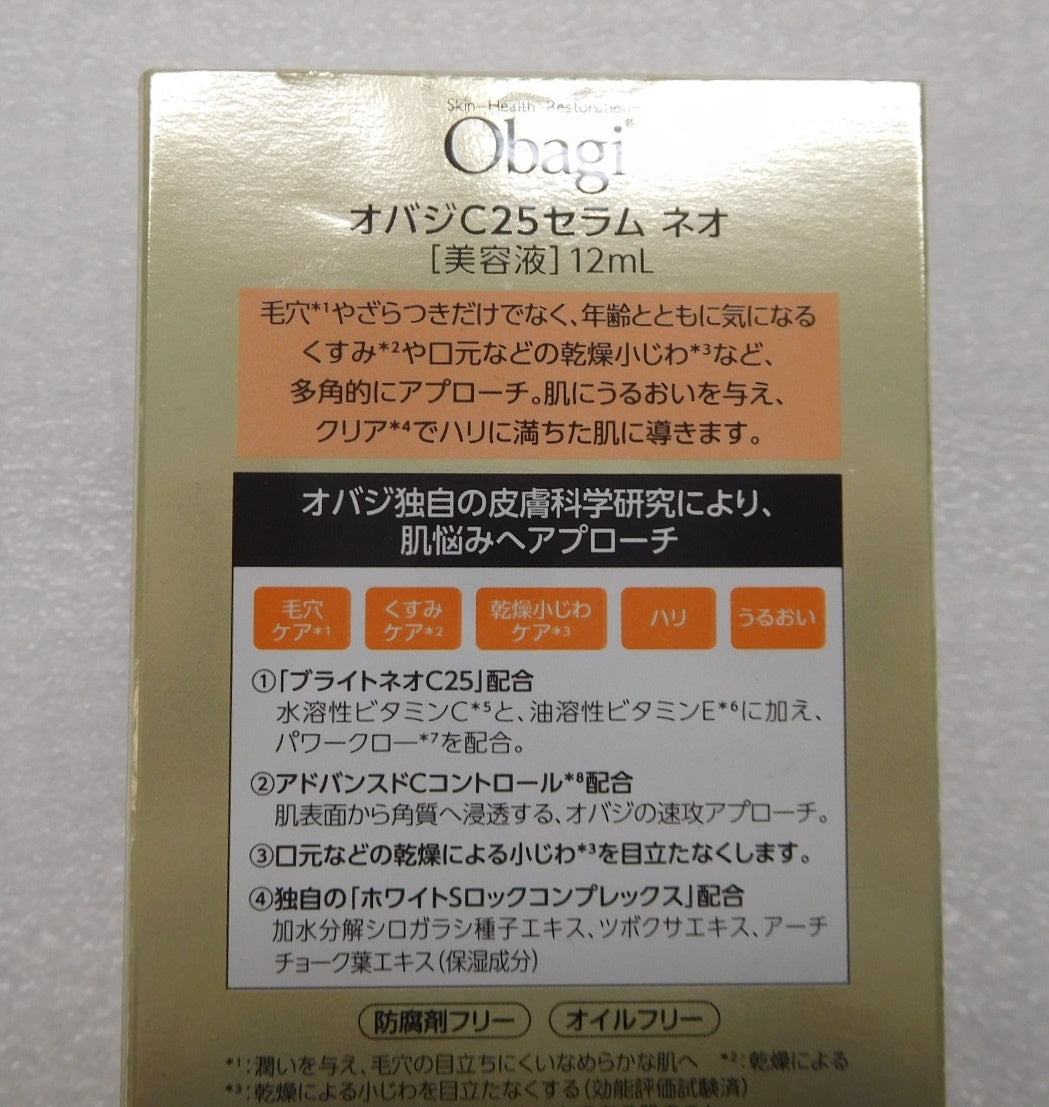 Skin Health Restoration
Obagi®
オバジC25セラム ネオ
[美容液]12mL
毛穴*1やざらつきだけでなく、年齢とともに気になる
くすみ*2や口元などの乾燥小じわ*3など、
多角的にアプローチ。肌にうるおいを与え、
クリア*4でハリに満ちた肌に導きます。
オバジ独自の皮膚科学研究により、
肌悩みへアプローチ
毛穴ケア*1 くすみケア*2 乾燥小じわケア*3 ハリ うるおい
①「ブライトネオC25」配合
水溶性ビタミンC*5と、油溶性ビタミンE*6に加え、
パワークロー*7を配合。
②アドバンスドCコントロール*8配合
肌表面から角質へ浸透する、オバジの速攻アプローチ。
③口元などの乾燥による小じわ*3を目立たなくします。
④独自の「ホワイトSロックコンプレックス」配合
加水分解シロガラシ種子エキス、ツボクサエキス、アーチ
チョーク葉エキス(保湿成分)
防腐剤フリー オイルフリー
*1:潤いを与え、毛穴の目立ちにくいなめらかな肌へ *2:乾燥による
*3:乾燥による小じわを目立たなくする(効能評価試験済)